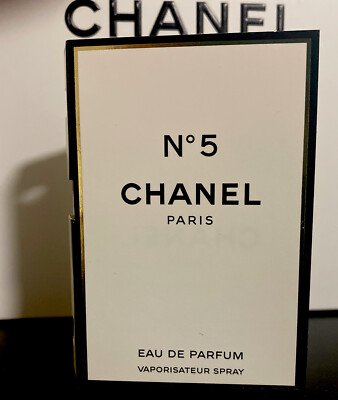 CHANEL
N°5
CHANEL
PARIS
EAU DE PARFUM
VAPORISATEUR SPRAY